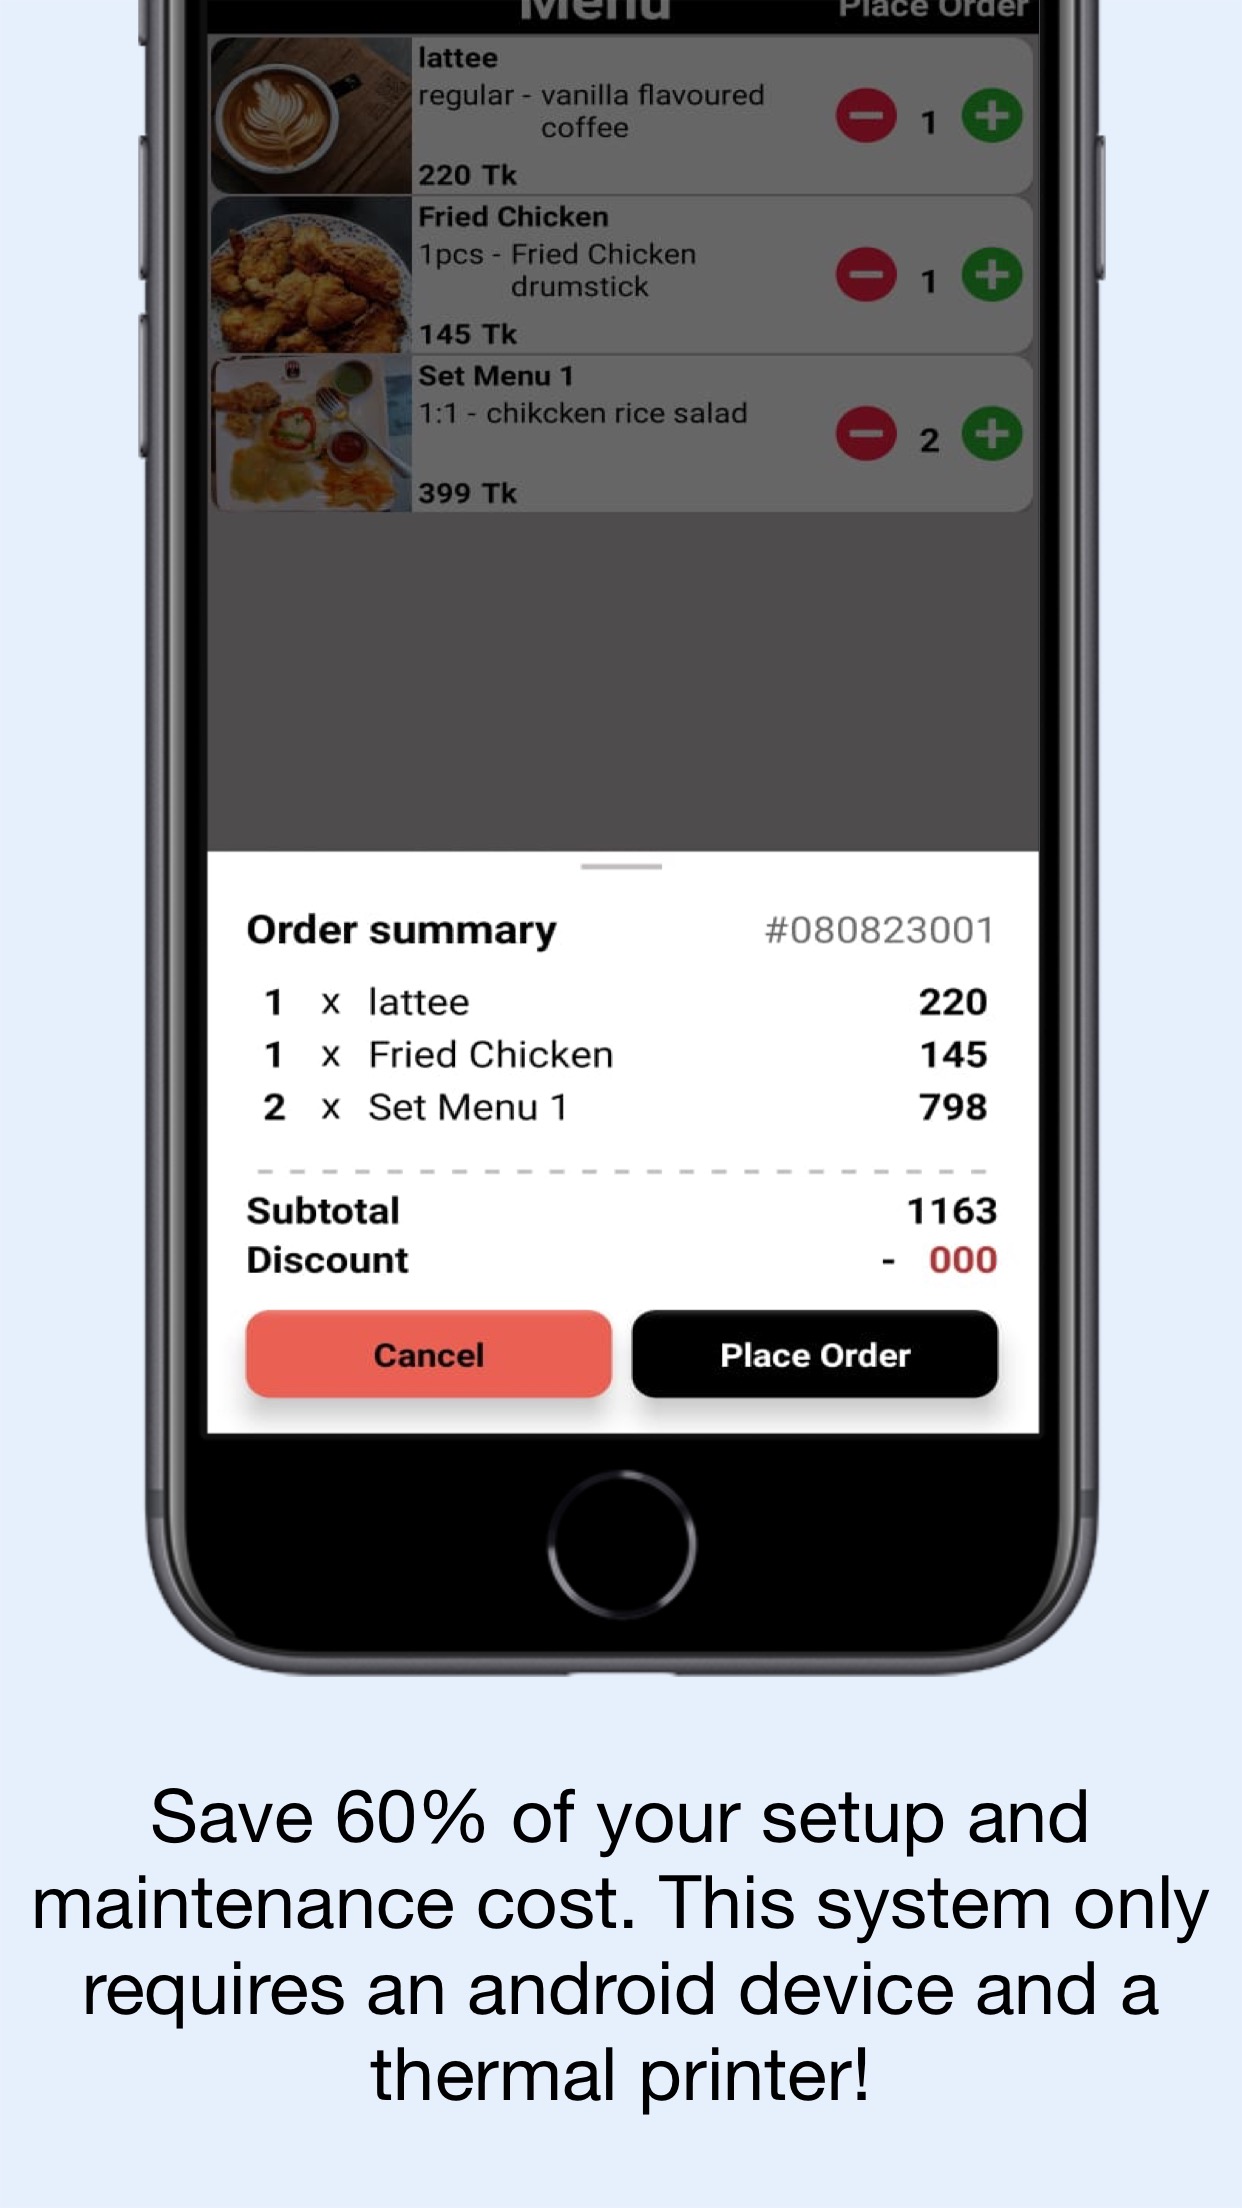 Menu
Place Order
lattee
regular - vanilla flavoured
coffee
1
220 Tk
Fried Chicken
1pcs - Fried Chicken
drumstick
1
145 Tk
Set Menu 1
1:1 - chikcken rice salad
2
399 Tk
Order summary #080823001
1 x lattee 220
1 x Fried Chicken 145
2 x Set Menu 1 798
Subtotal 1163
Discount - 000
Cancel Place Order
Save 60% of your setup and
maintenance cost. This system only
requires an android device and a
thermal printer!